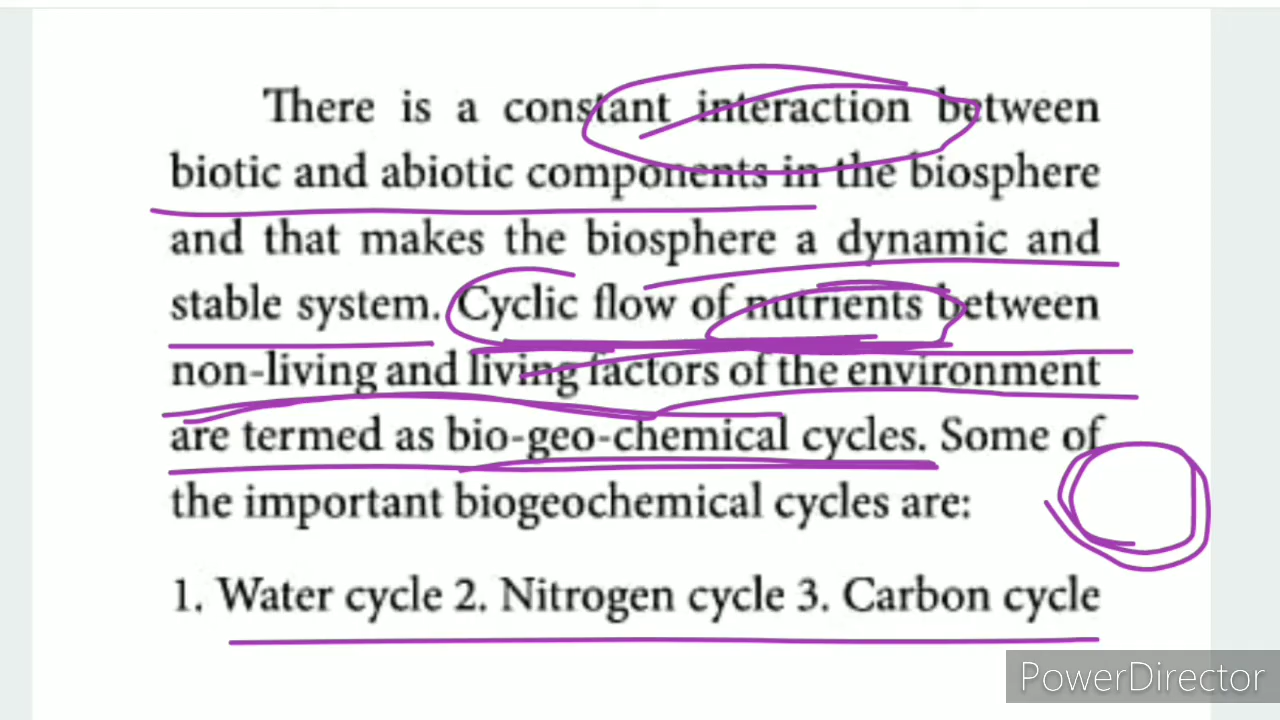 There is a constant interaction between
biotic and abiotic components in the biosphere
and that makes the biosphere a dynamic and
stable system. Cyclic flow of nutrients between
non-living and living factors of the environment
are termed as bio-geo-chemical cycles. Some of
the important biogeochemical cycles are:
1. Water cycle 2. Nitrogen cycle 3. Carbon cycle
PowerDirector